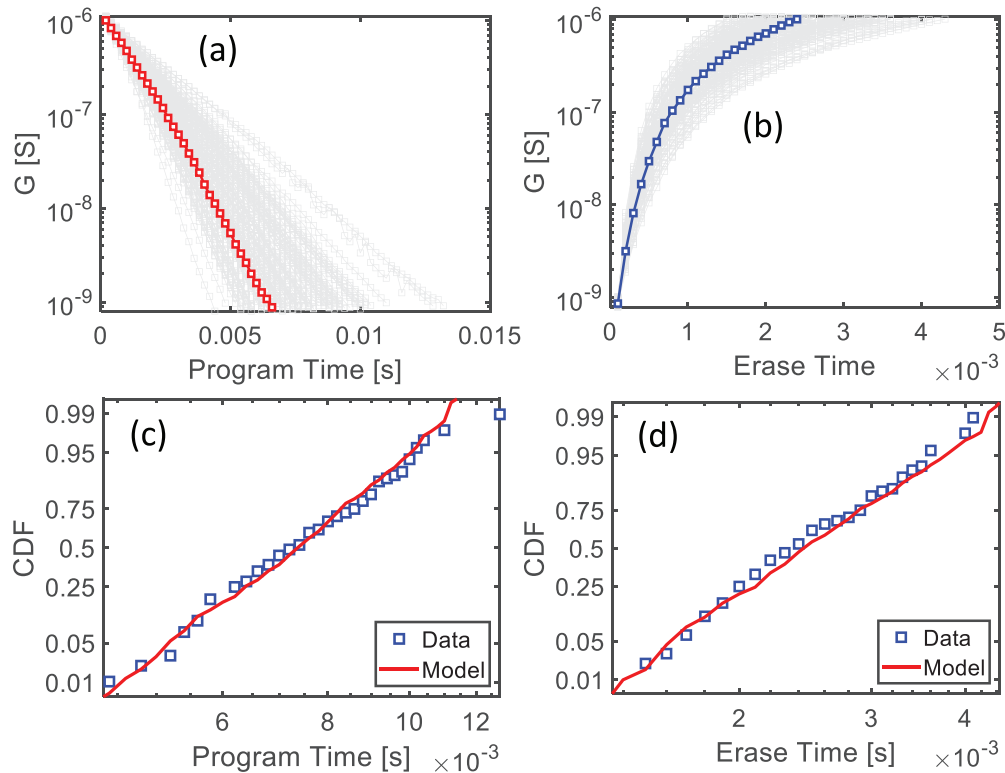 (a)
G [S]
10^-6
10^-7
10^-8
10^-9
0 0.005 0.01 0.015
Program Time [s]
(b)
G [S]
10^-6
10^-7
10^-8
10^-9
0 1 2 3 4 5
Erase Time ×10^-3
(c)
CDF
0.99
0.95
0.75
0.5
0.25
0.05
0.01
Data
Model
6 8 10 12
Program Time [s] ×10^-3
(d)
CDF
0.99
0.95
0.75
0.5
0.25
0.05
0.01
Data
Model
2 3 4
Erase Time [s] ×10^-3